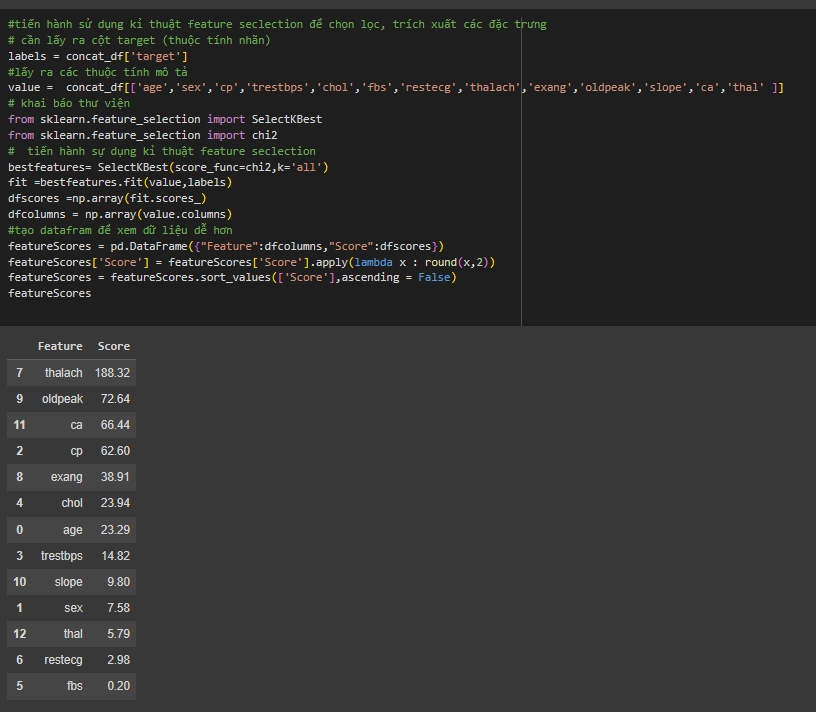 #tiến hành sử dụng kỉ thuật feature seclection để chọn lọc, trích xuất các đặc trưng
# cần lấy ra cột target (thuộc tính nhãn)
labels = concat_df['target']
#lấy ra các thuộc tính mô tả
value =  concat_df[['age','sex','cp','trestbps','chol','fbs','restecg','thalach','exang','oldpeak','slope','ca','thal' ]]
# khai báo thư viện
from sklearn.feature_selection import SelectKBest
from sklearn.feature_selection import chi2
#  tiến hành sự dụng kỉ thuật feature seclection
bestfeatures= SelectKBest(score_func=chi2,k='all')
fit =bestfeatures.fit(value,labels)
dfscores =np.array(fit.scores_)
dfcolumns = np.array(value.columns)
#tạo datafram để xem dữ liệu dễ hơn
featureScores = pd.DataFrame({"Feature":dfcolumns,"Score":dfscores})
featureScores['Score'] = featureScores['Score'].apply(lambda x : round(x,2))
featureScores = featureScores.sort_values(['Score'],ascending = False)
featureScores
Feature Score
7 thalach 188.32
9 oldpeak 72.64
11 ca 66.44
2 cp 62.60
8 exang 38.91
4 chol 23.94
0 age 23.29
3 trestbps 14.82
10 slope 9.80
1 sex 7.58
12 thal 5.79
6 restecg 2.98
5 fbs 0.20